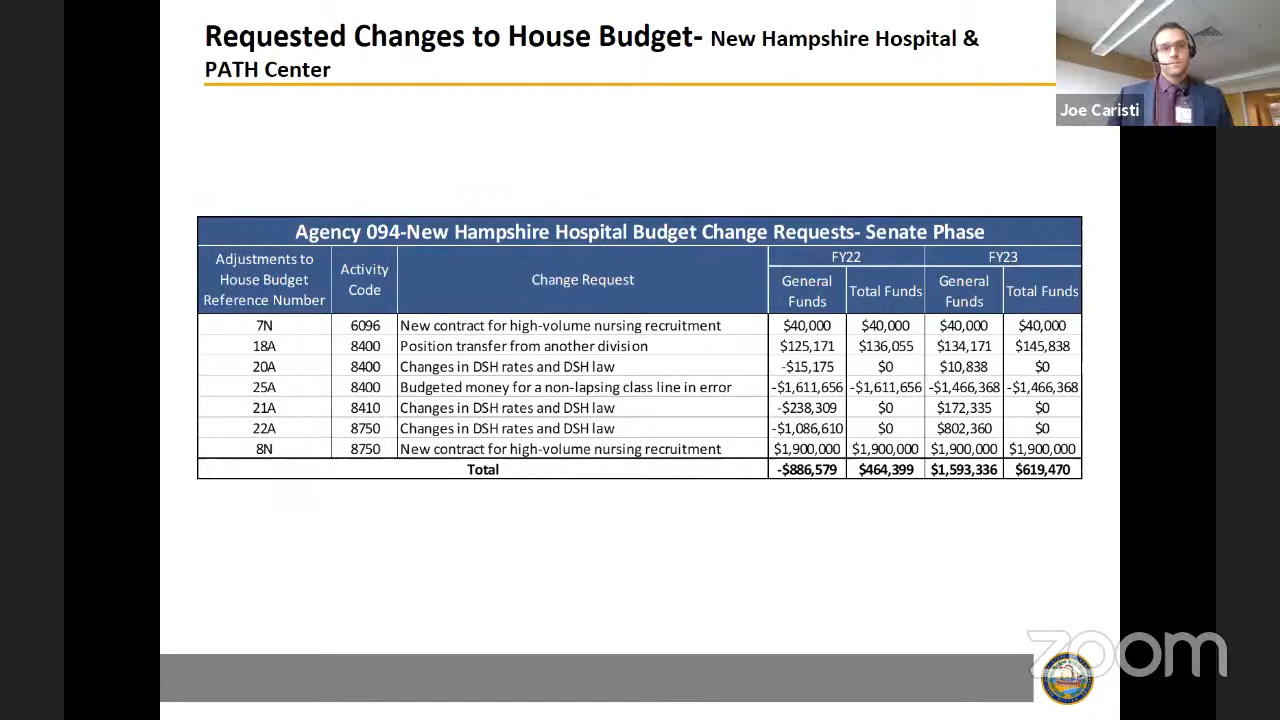 Requested Changes to House Budget- New Hampshire Hospital &
PATH Center
Joe Caristi
Agency 094-New Hampshire Hospital Budget Change Requests- Senate Phase
Adjustments to House Budget Reference Number Activity Code Change Request FY22 FY23
General Funds Total Funds General Funds Total Funds
7N 6096 New contract for high-volume nursing recruitment $40,000 $40,000 $40,000 $40,000
18A 8400 Position transfer from another division $125,171 $136,055 $134,171 $145,838
20A 8400 Changes in DSH rates and DSH law -$15,175 $0 $10,838 $0
25A 8400 Budgeted money for a non-lapsing class line in error -$1,611,656 -$1,611,656 -$1,466,368 -$1,466,368
21A 8410 Changes in DSH rates and DSH law -$238,309 $0 $172,335 $0
22A 8750 Changes in DSH rates and DSH law -$1,086,610 $0 $802,360 $0
8N 8750 New contract for high-volume nursing recruitment $1,900,000 $1,900,000 $1,900,000 $1,900,000
Total -$886,579 $464,399 $1,593,336 $619,470
zoom